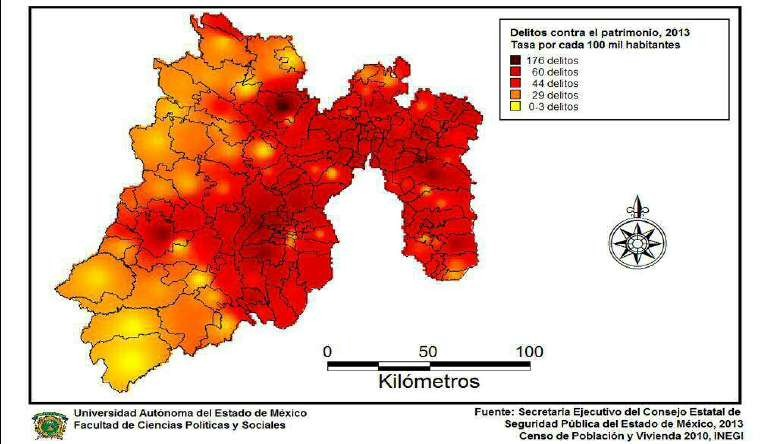 Delitos contra el patrimonio, 2013
Tasa por cada 100 mil habitantes
176 delitos
60 delitos
44 delitos
29 delitos
0-3 delitos
0 50 100
Kilómetros
Universidad Autónoma del Estado de México
Facultad de Ciencias Políticas y Sociales
Fuente: Secretaria Ejecutivo del Consejo Estatal de
Seguridad Pública del Estado de México, 2013
Censo de Población y Vivienda 2010, INEGI